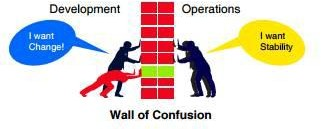 Development
Operations
I want
Change!
I want
Stability
Wall of Confusion